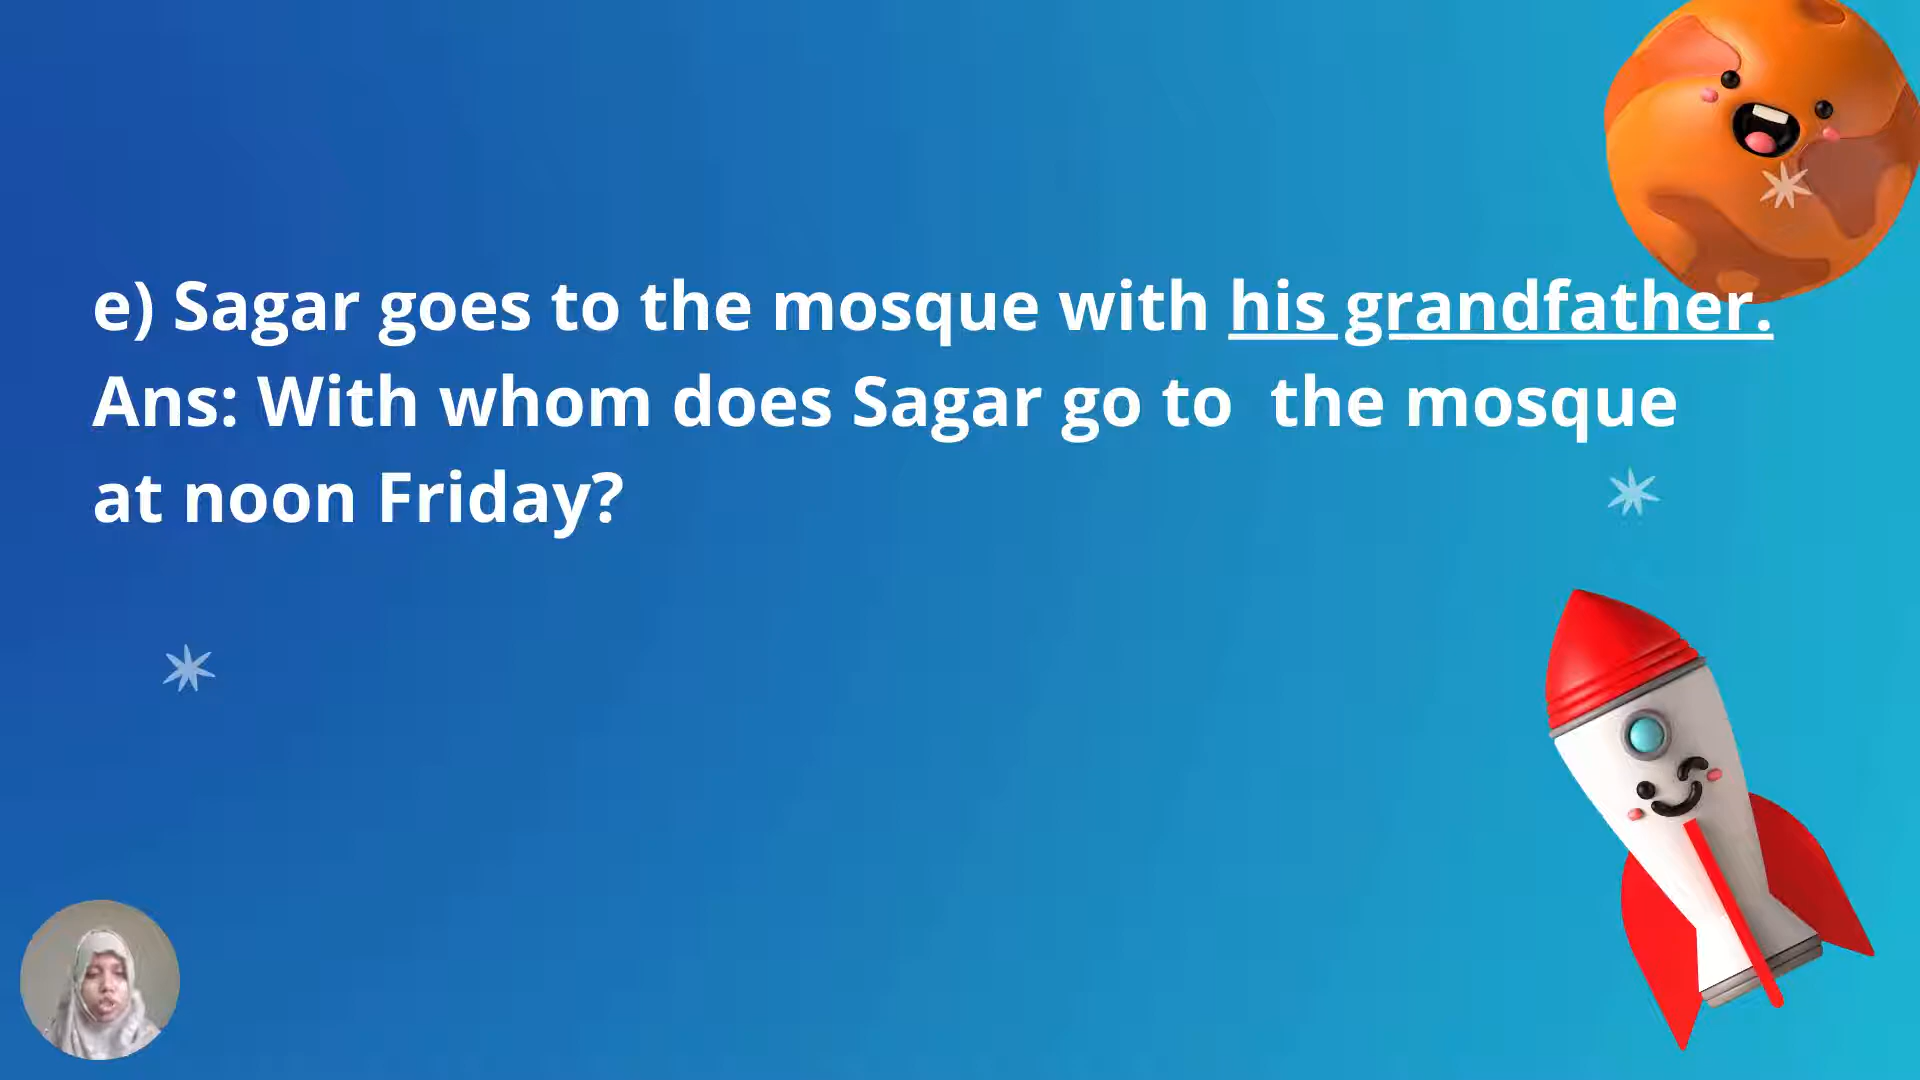 e) Sagar goes to the mosque with his grandfather.
Ans: With whom does Sagar go to  the mosque
at noon Friday?